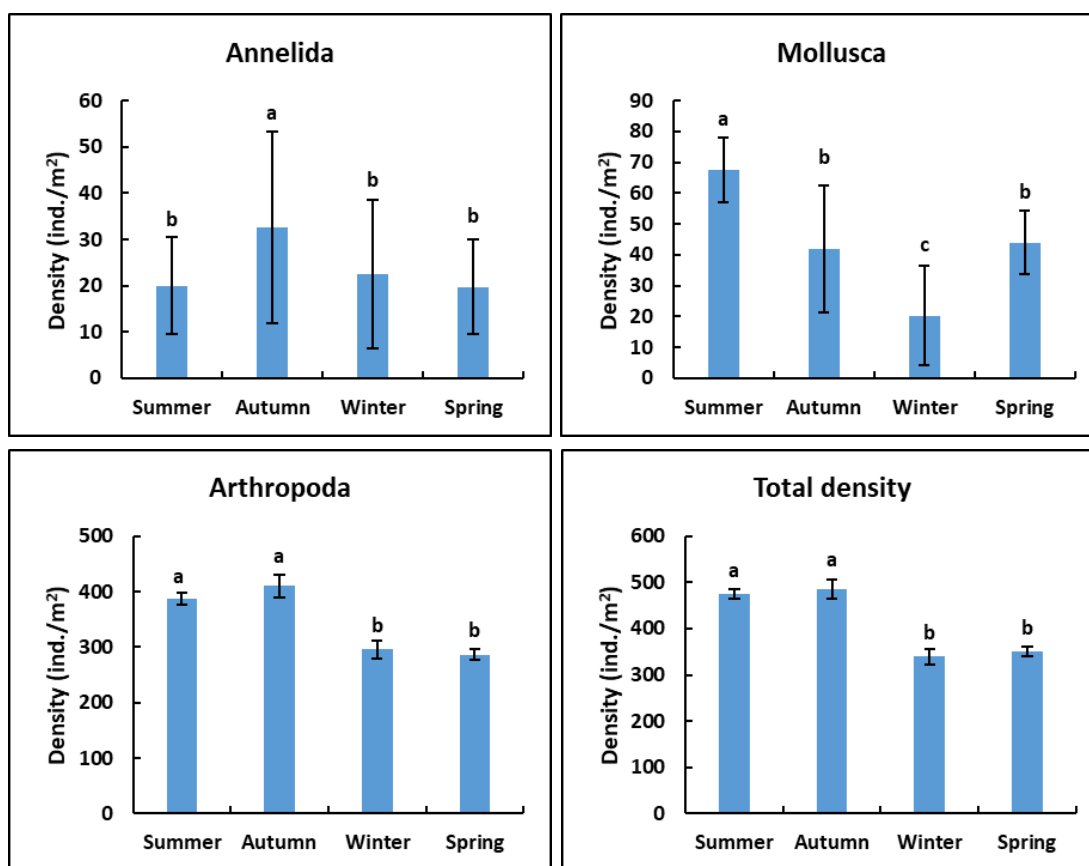 Annelida
Density (ind./m²)
60
50
40
30
20
10
0
b
a
b
b
Summer Autumn Winter Spring
Mollusca
Density (ind./m²)
90
80
70
60
50
40
30
20
10
0
a
b
c
b
Summer Autumn Winter Spring
Arthropoda
Density (ind./m²)
500
400
300
200
100
0
a
a
b
b
Summer Autumn Winter Spring
Total density
Density (ind./m²)
600
500
400
300
200
100
0
a
a
b
b
Summer Autumn Winter Spring